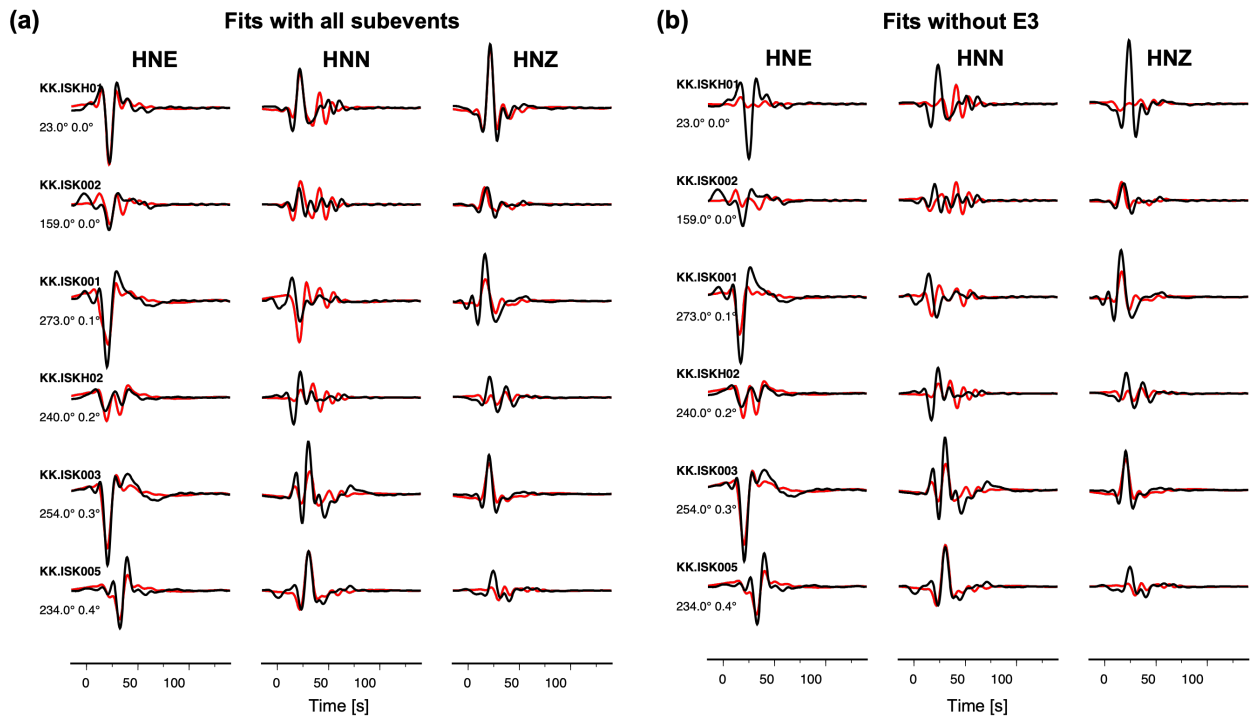 (a) Fits with all subevents
HNE HNN HNZ
KK.ISKH01
23.0° 0.0°
KK.ISK002
159.0° 0.0°
KK.ISK001
273.0° 0.1°
KK.ISKH02
240.0° 0.2°
KK.ISK003
254.0° 0.3°
KK.ISK005
234.0° 0.4°
0 50 100 0 50 100 0 50 100
Time [s]
(b) Fits without E3
HNE HNN HNZ
KK.ISKH01
23.0° 0.0°
KK.ISK002
159.0° 0.0°
KK.ISK001
273.0° 0.1°
KK.ISKH02
240.0° 0.2°
KK.ISK003
254.0° 0.3°
KK.ISK005
234.0° 0.4°
0 50 100 0 50 100 0 50 100
Time [s]